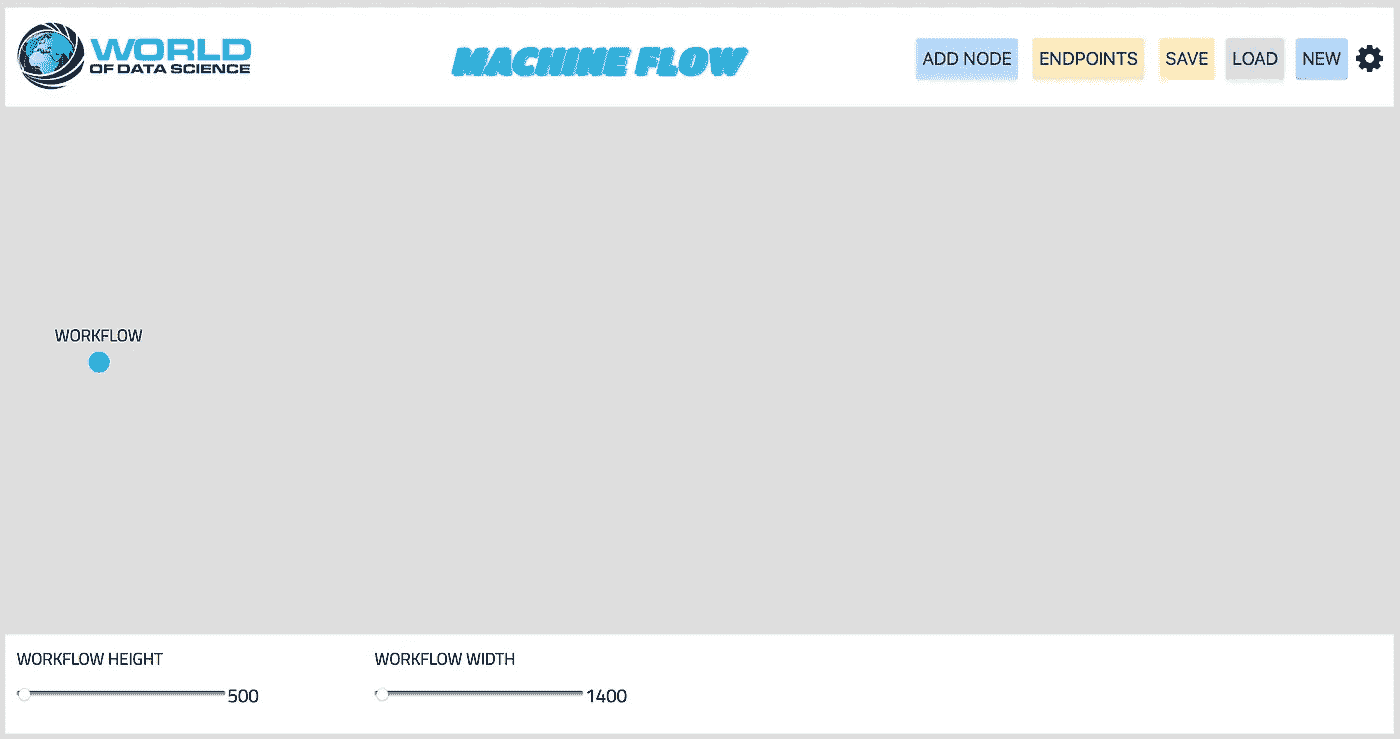 WORLD
OF DATA SCIENCE
MACHINE FLOW
ADD NODE
ENDPOINTS
SAVE
LOAD
NEW
WORKFLOW
WORKFLOW HEIGHT
500
WORKFLOW WIDTH
1400